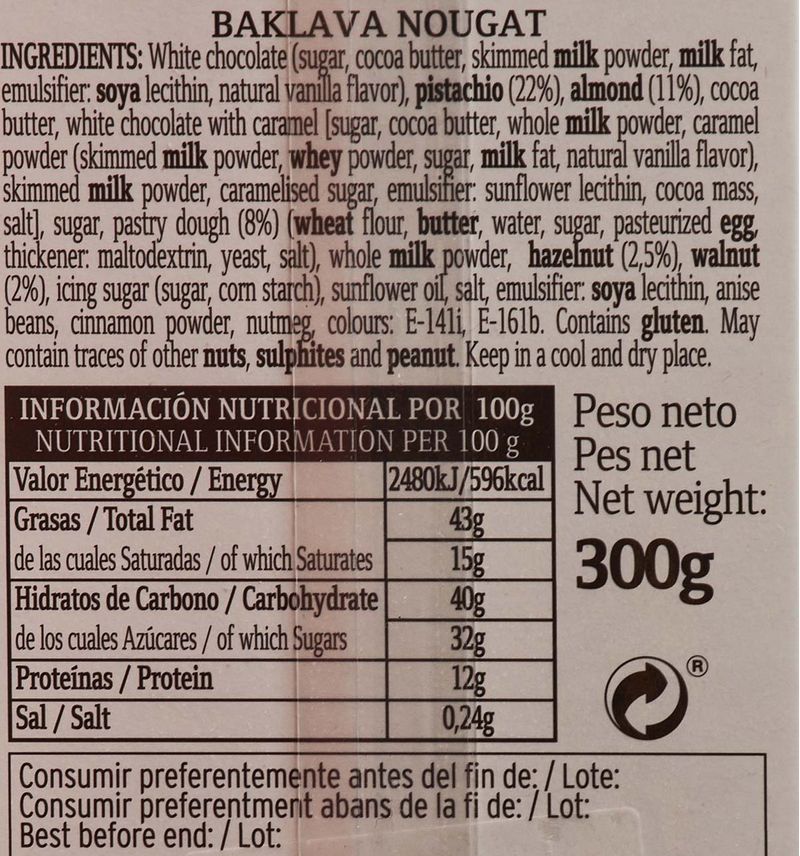 BAKLAVA NOUGAT
INGREDIENTS: White chocolate (sugar, cocoa butter, skimmed milk powder, milk fat,
emulsifier: soya lecithin, natural vanilla flavor), pistachio (22%), almond (11%), cocoa
butter, white chocolate with caramel [sugar, cocoa butter, whole milk powder, caramel
powder (skimmed milk powder, whey powder, sugar, milk fat, natural vanilla flavor),
skimmed milk powder, caramelised sugar, emulsifier: sunflower lecithin, cocoa mass,
salt], sugar, pastry dough (8%) (wheat flour, butter, water, sugar, pasteurized egg,
thickener: maltodextrin, yeast, salt), whole milk powder, hazelnut (2,5%), walnut
(2%), icing sugar (sugar, corn starch), sunflower oil, salt, emulsifier: soya lecithin, anise
beans, cinnamon powder, nutmeg, colours: E-141i, E-161b. Contains gluten. May
contain traces of other nuts, sulphites and peanut. Keep in a cool and dry place.
INFORMACIÓN NUTRICIONAL POR 100g
NUTRITIONAL INFORMATION PER 100 g
Valor Energético / Energy 2480kJ/596kcal
Grasas / Total Fat 43g
de las cuales Saturadas / of which Saturates 15g
Hidratos de Carbono / Carbohydrate 40g
de los cuales Azúcares / of which Sugars 32g
Proteínas / Protein 12g
Sal / Salt 0,24g
Peso neto
Pes net
Net weight:
300g
®
Consumir preferentemente antes del fin de: / Lote:
Consumir preferentment abans de la fi de: / Lot:
Best before end: / Lot: